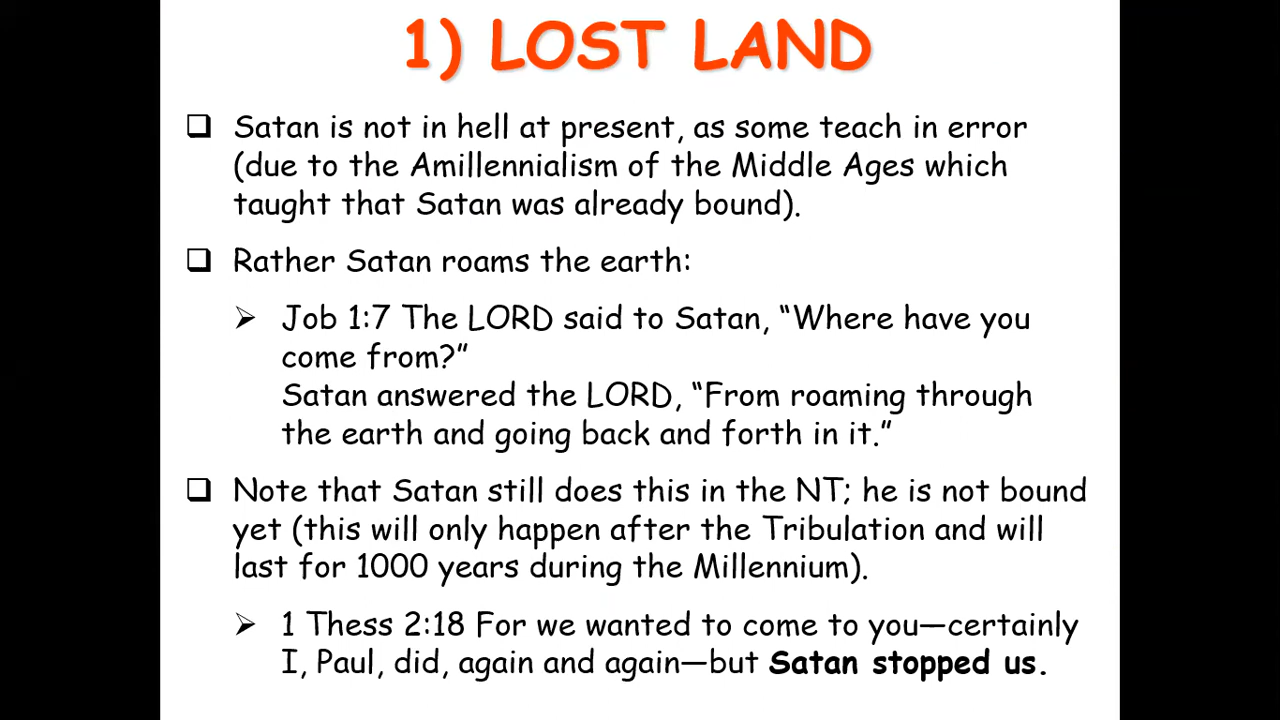 1) LOST LAND
❑ Satan is not in hell at present, as some teach in error
(due to the Amillennialism of the Middle Ages which
taught that Satan was already bound).
❑ Rather Satan roams the earth:
➢ Job 1:7 The LORD said to Satan, “Where have you
come from?”
Satan answered the LORD, “From roaming through
the earth and going back and forth in it.”
❑ Note that Satan still does this in the NT; he is not bound
yet (this will only happen after the Tribulation and will
last for 1000 years during the Millennium).
➢ 1 Thess 2:18 For we wanted to come to you—certainly
I, Paul, did, again and again—but Satan stopped us.